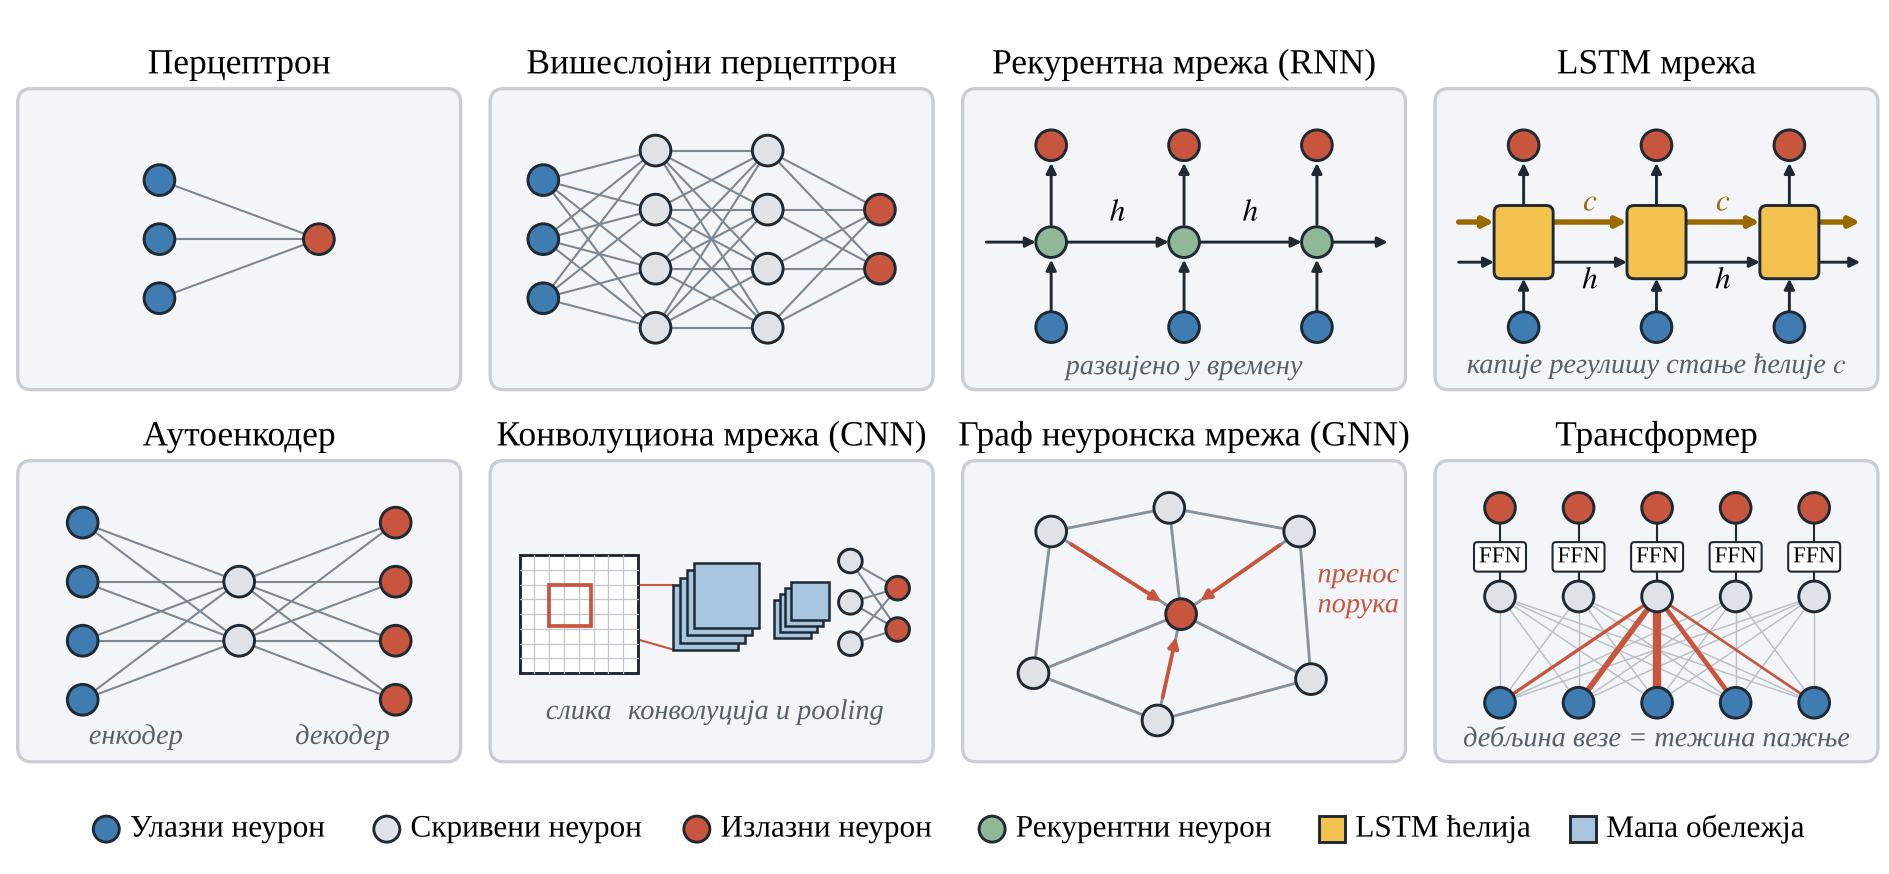 Перцептрон
Вишеслојни перцептрон
Рекурентна мрежа (RNN)
h
h
развијено у времену
LSTM мрежа
c
c
h
h
капије регулишу стање ћелије c
Аутоенкодер
енкодер
декодер
Конволуциона мрежа (CNN)
слика
конволуција и pooling
Граф неуронска мрежа (GNN)
пренос
порука
Трансформер
FFN
FFN
FFN
FFN
FFN
дебљина везе = тежина пажње
Улазни неурон
Скривени неурон
Излазни неурон
Рекурентни неурон
LSTM ћелија
Мапа обележја